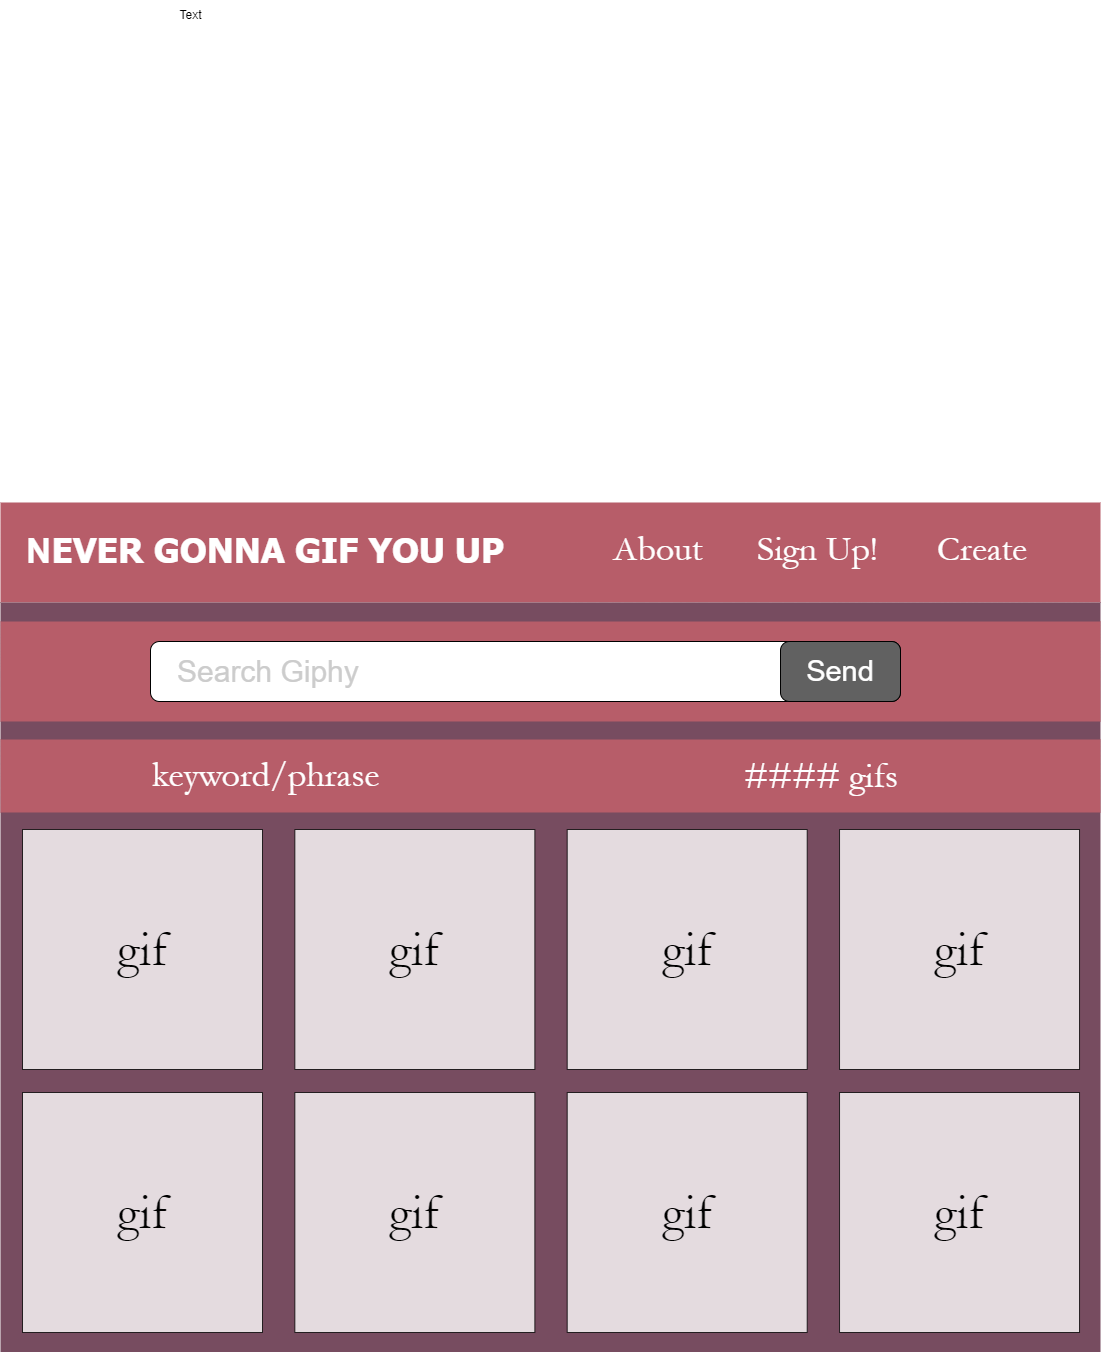 Text
NEVER GONNA GIF YOU UP About Sign Up! Create
Search Giphy Send
keyword/phrase #### gifs
gif gif gif gif
gif gif gif gif